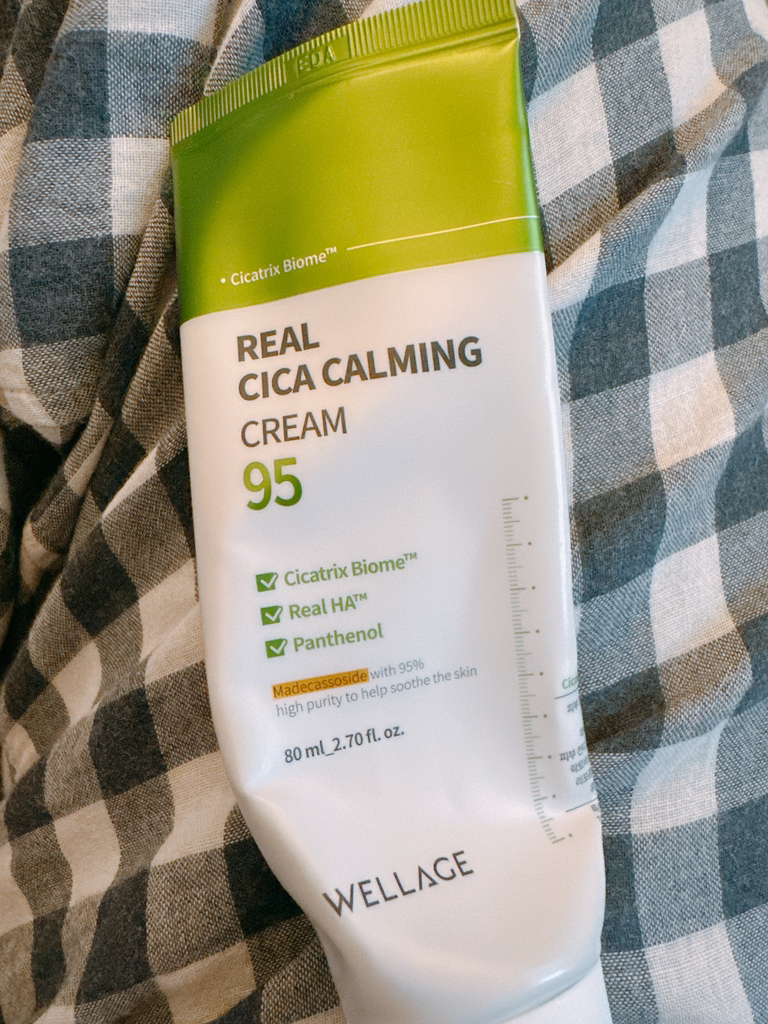 EDA
• Cicatrix Biome™
REAL
CICA CALMING
CREAM
95
Cicatrix Biome™
Real HA™
Panthenol
Madecassoside with 95%
high purity to help soothe the skin
80 ml_2.70 fl. oz.
WELLAGE